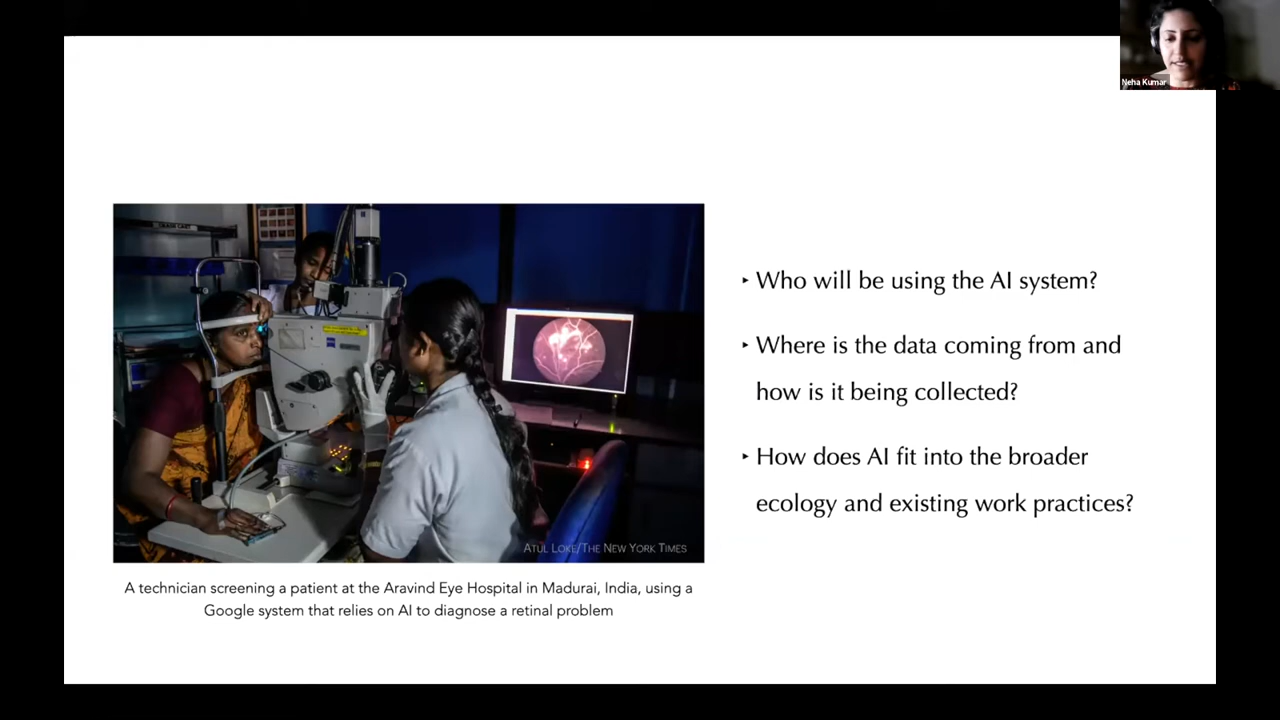 Neha Kumar
‣ Who will be using the AI system?
‣ Where is the data coming from and
how is it being collected?
‣ How does AI fit into the broader
ecology and existing work practices?
ATUL LOKE/THE NEW YORK TIMES
A technician screening a patient at the Aravind Eye Hospital in Madurai, India, using a
Google system that relies on AI to diagnose a retinal problem